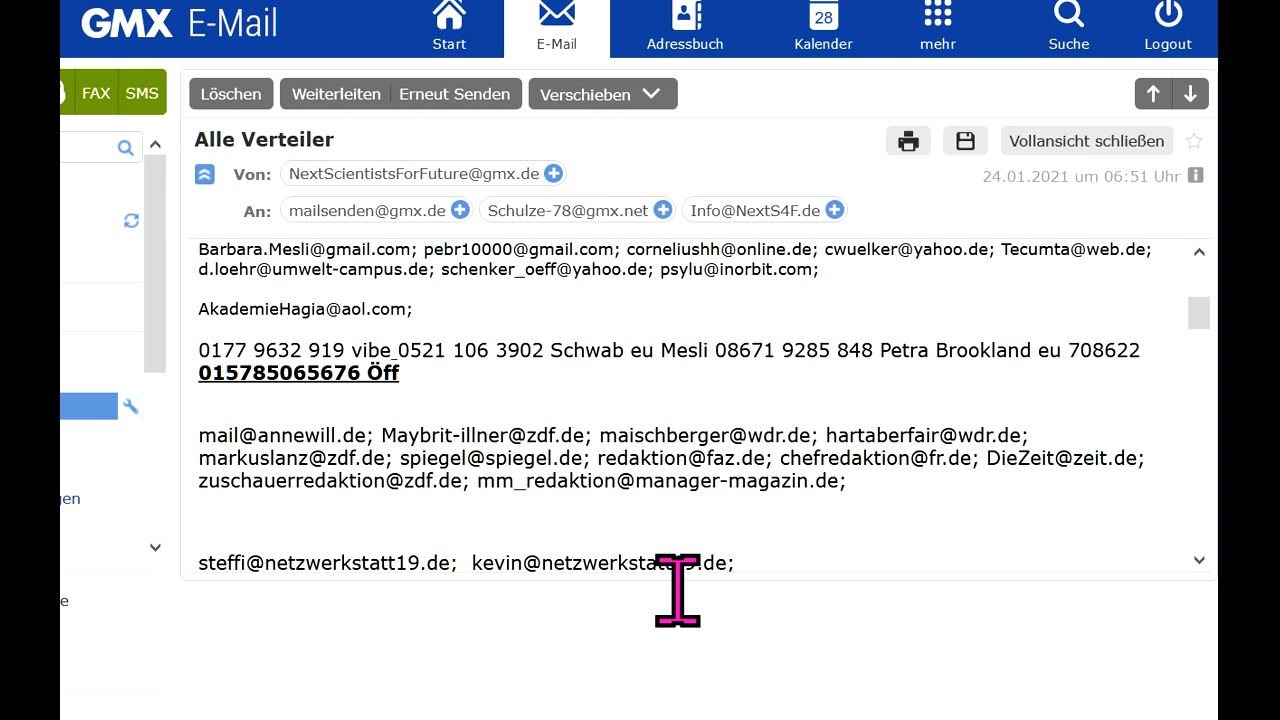 GMX E-Mail
Start
E-Mail
Adressbuch
28
Kalender
mehr
Suche
Logout
FAX SMS
Löschen Weiterleiten Erneut Senden Verschieben
Alle Verteiler
Vollansicht schließen
Von: NextScientistsForFuture@gmx.de
24.01.2021 um 06:51 Uhr
An: mailsenden@gmx.de Schulze-78@gmx.net Info@NextS4F.de
Barbara.Mesli@gmail.com; pebr10000@gmail.com; corneliushh@online.de; cwuelker@yahoo.de; Tecumta@web.de;
d.loehr@umwelt-campus.de; schenker_oeff@yahoo.de; psylu@inorbit.com;
AkademieHagia@aol.com;
0177 9632 919 vibe 0521 106 3902 Schwab eu Mesli 08671 9285 848 Petra Brookland eu 708622
015785065676 Öff
mail@annewill.de; Maybrit-illner@zdf.de; maischberger@wdr.de; hartaberfair@wdr.de;
markuslanz@zdf.de; spiegel@spiegel.de; redaktion@faz.de; chefredaktion@fr.de; DieZeit@zeit.de;
zuschauerredaktion@zdf.de; mm_redaktion@manager-magazin.de;
gen
steffi@netzwerkstatt19.de; kevin@netzwerkstatt19.de;
e